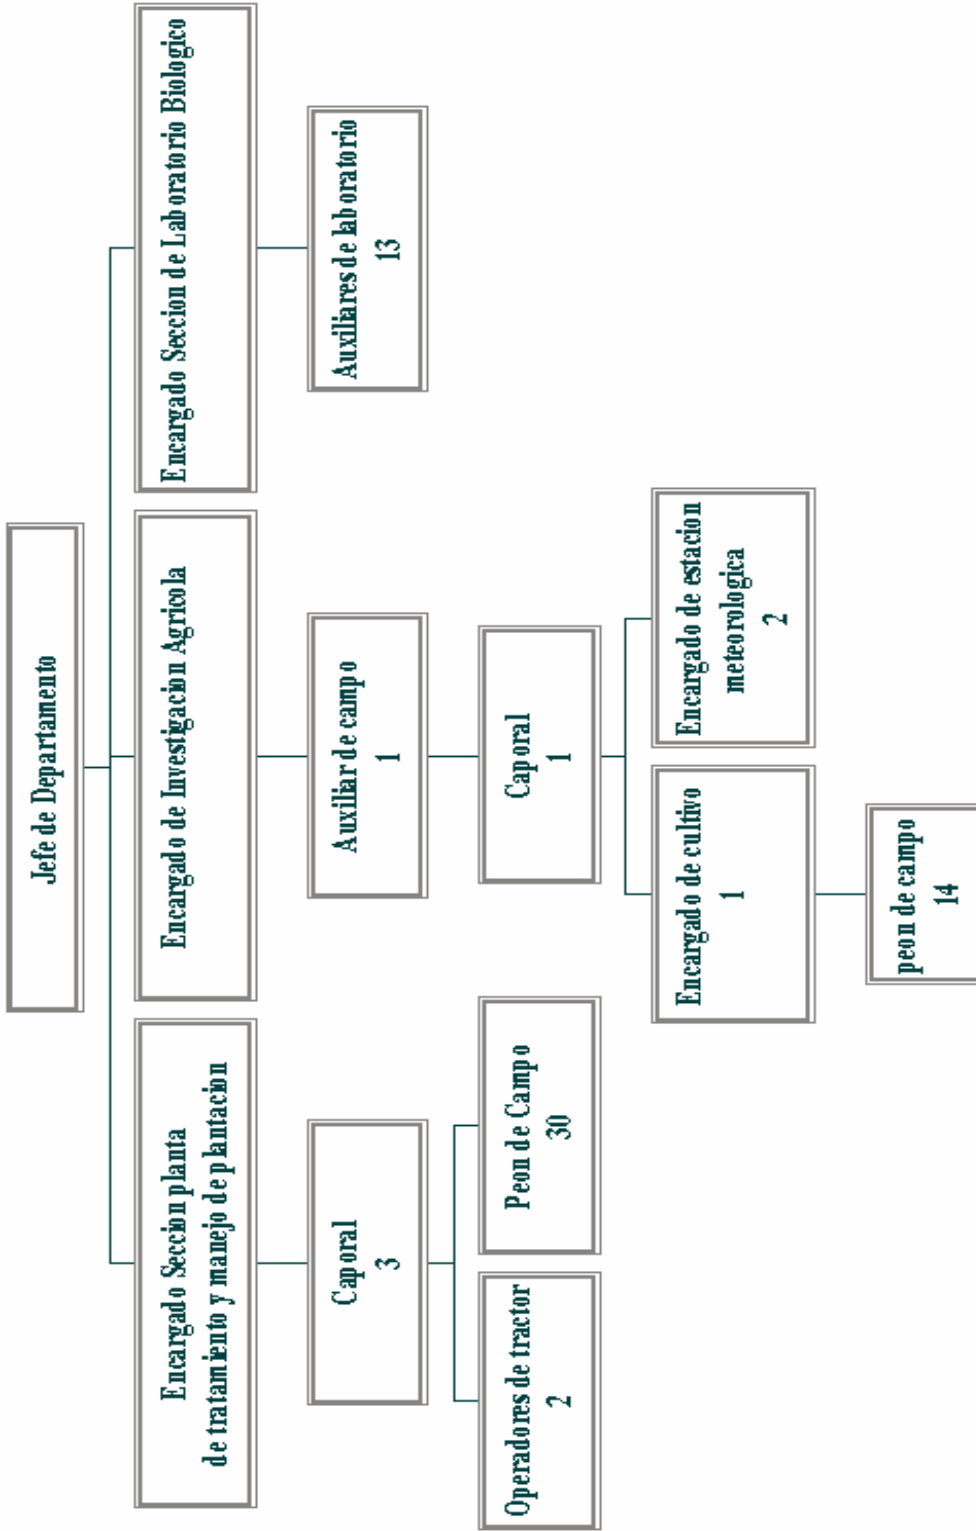 Jefe de Departamento
Encargado Seccion planta
de tratamiento y manejo de plantacion
Encargado de Investigacion Agricola
Encargado Seccion de Laboratorio Biologico
Caporal
3
Auxiliar de campo
1
Auxiliares de laboratorio
13
Operadores de tractor
2
Peon de Campo
30
Caporal
1
Encargado de cultivo
1
Encargado de estacion
meteorologica
2
peon de campo
14